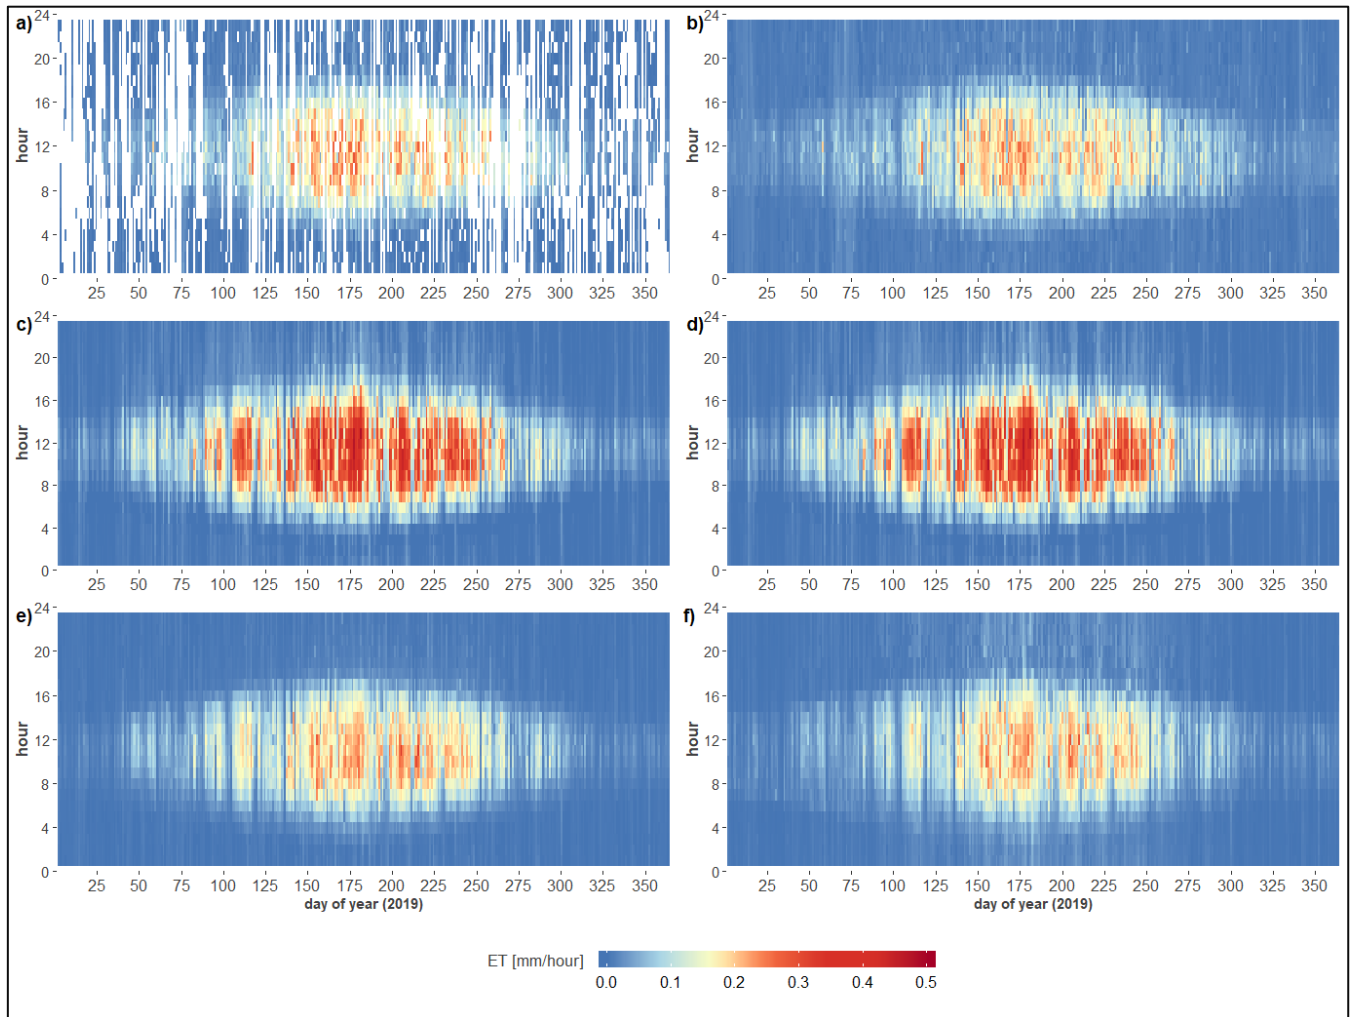 a) 24 20 16 12 8 4 0
hour
25 50 75 100 125 150 175 200 225 250 275 300 325 350
b) 24 20 16 12 8 4 0
hour
25 50 75 100 125 150 175 200 225 250 275 300 325 350
c) 24 20 16 12 8 4 0
hour
25 50 75 100 125 150 175 200 225 250 275 300 325 350
d) 24 20 16 12 8 4 0
hour
25 50 75 100 125 150 175 200 225 250 275 300 325 350
e) 24 20 16 12 8 4 0
hour
25 50 75 100 125 150 175 200 225 250 275 300 325 350
day of year (2019)
f) 24 20 16 12 8 4 0
hour
25 50 75 100 125 150 175 200 225 250 275 300 325 350
day of year (2019)
ET [mm/hour]
0.0 0.1 0.2 0.3 0.4 0.5